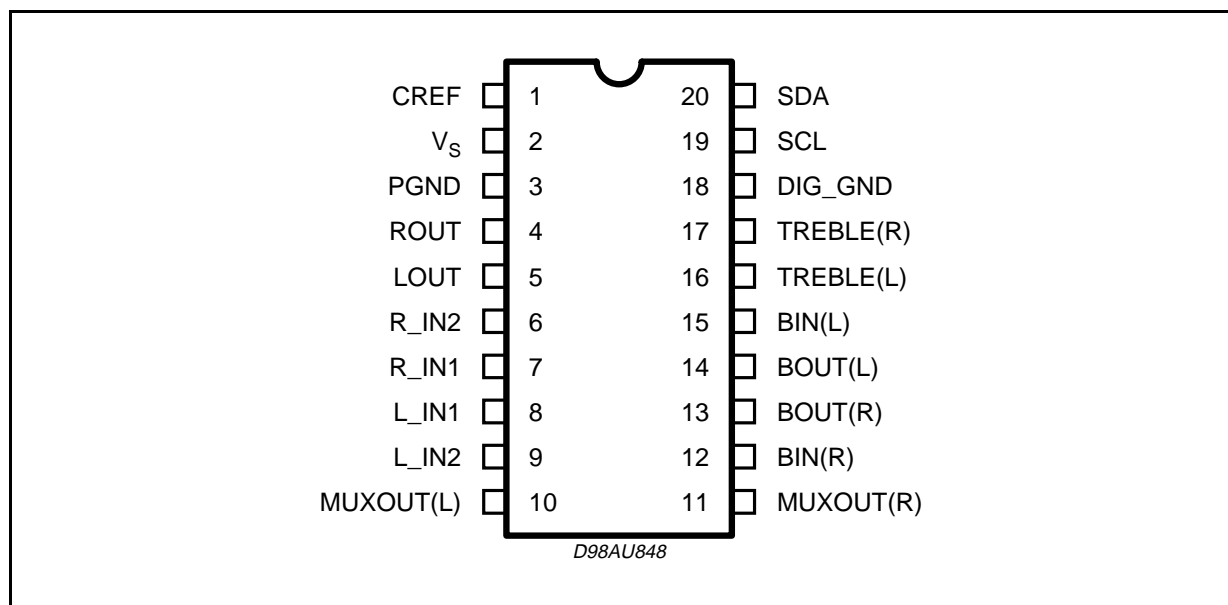 CREF 1 20 SDA
VS 2 19 SCL
PGND 3 18 DIG_GND
ROUT 4 17 TREBLE(R)
LOUT 5 16 TREBLE(L)
R_IN2 6 15 BIN(L)
R_IN1 7 14 BOUT(L)
L_IN1 8 13 BOUT(R)
L_IN2 9 12 BIN(R)
MUXOUT(L) 10 11 MUXOUT(R)
D98AU848